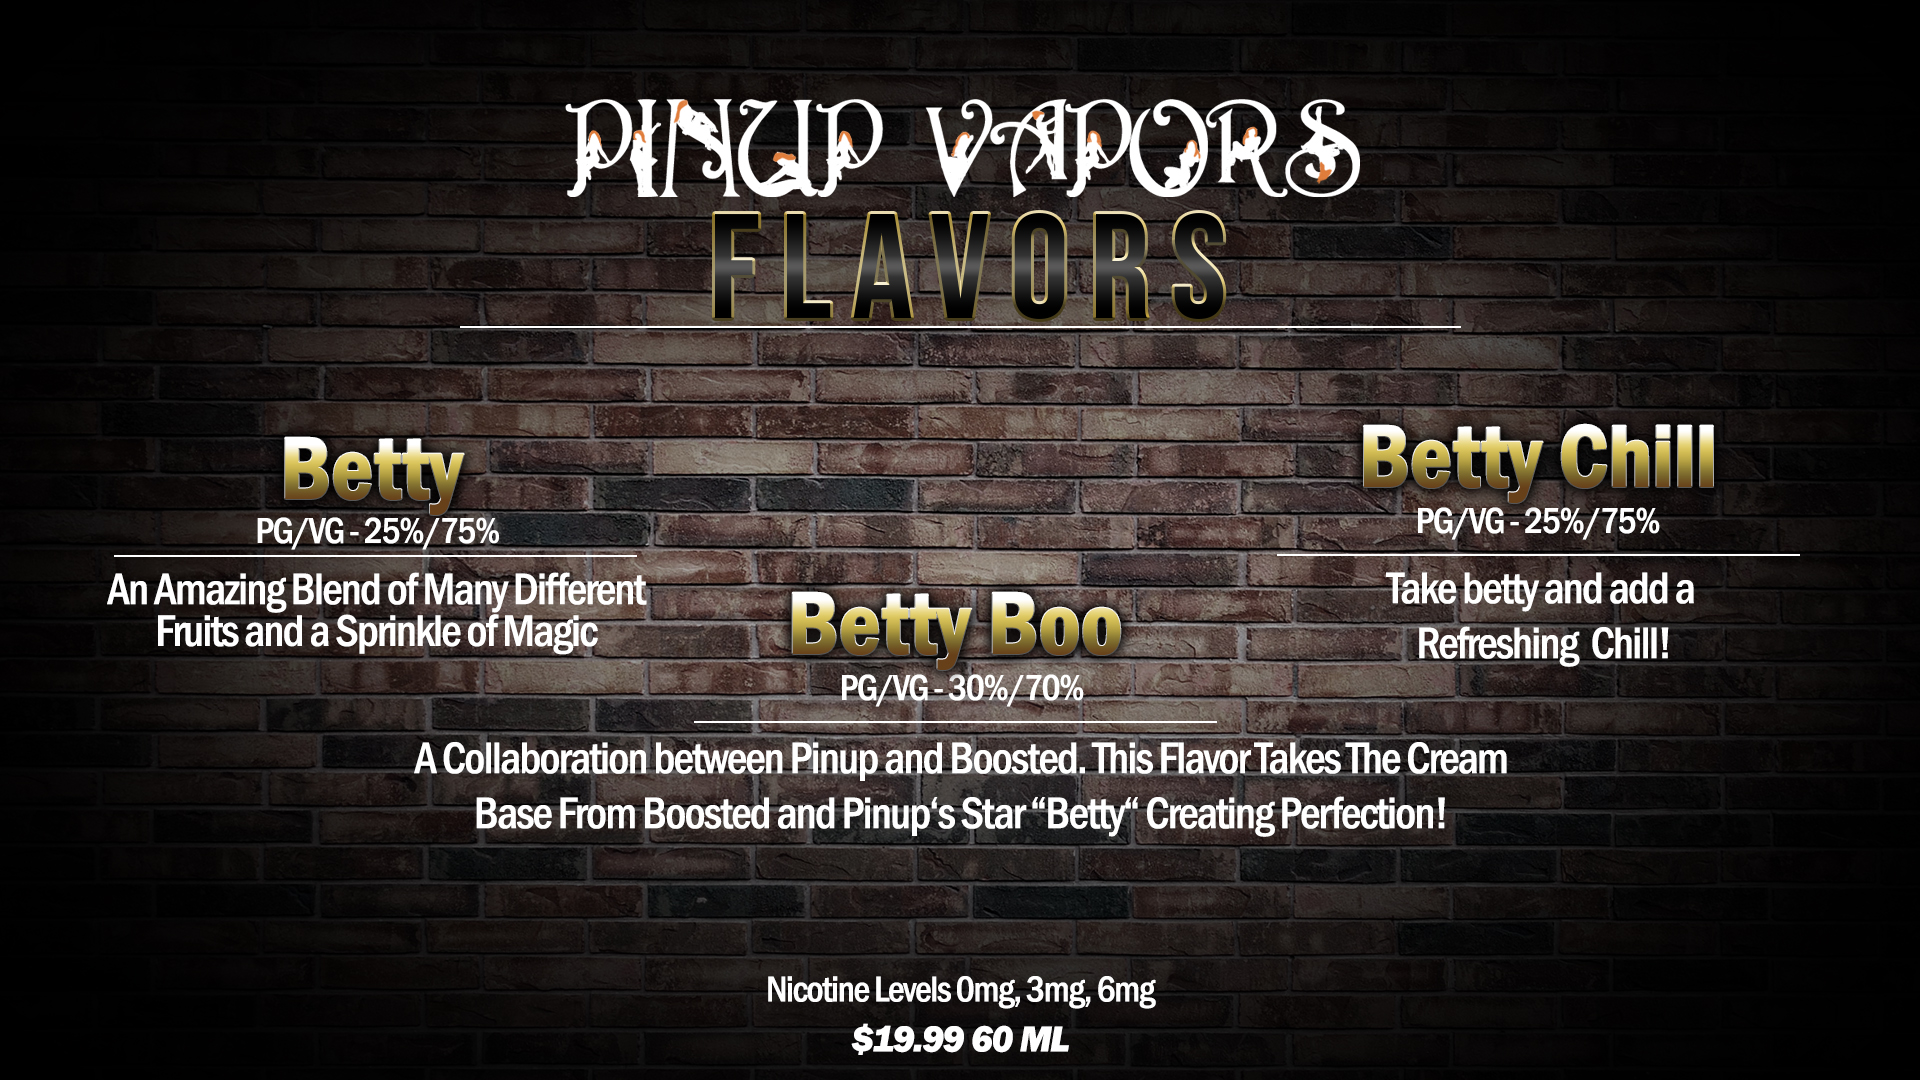 PINUP VAPORS
FLAVORS
Betty
PG/VG - 25%/75%
An Amazing Blend of Many Different
Fruits and a Sprinkle of Magic
Betty Boo
PG/VG - 30%/70%
A Collaboration between Pinup and Boosted. This Flavor Takes The Cream
Base From Boosted and Pinup‘s Star “Betty“ Creating Perfection!
Betty Chill
PG/VG - 25%/75%
Take betty and add a
Refreshing Chill!
Nicotine Levels 0mg, 3mg, 6mg
$19.99 60 ML